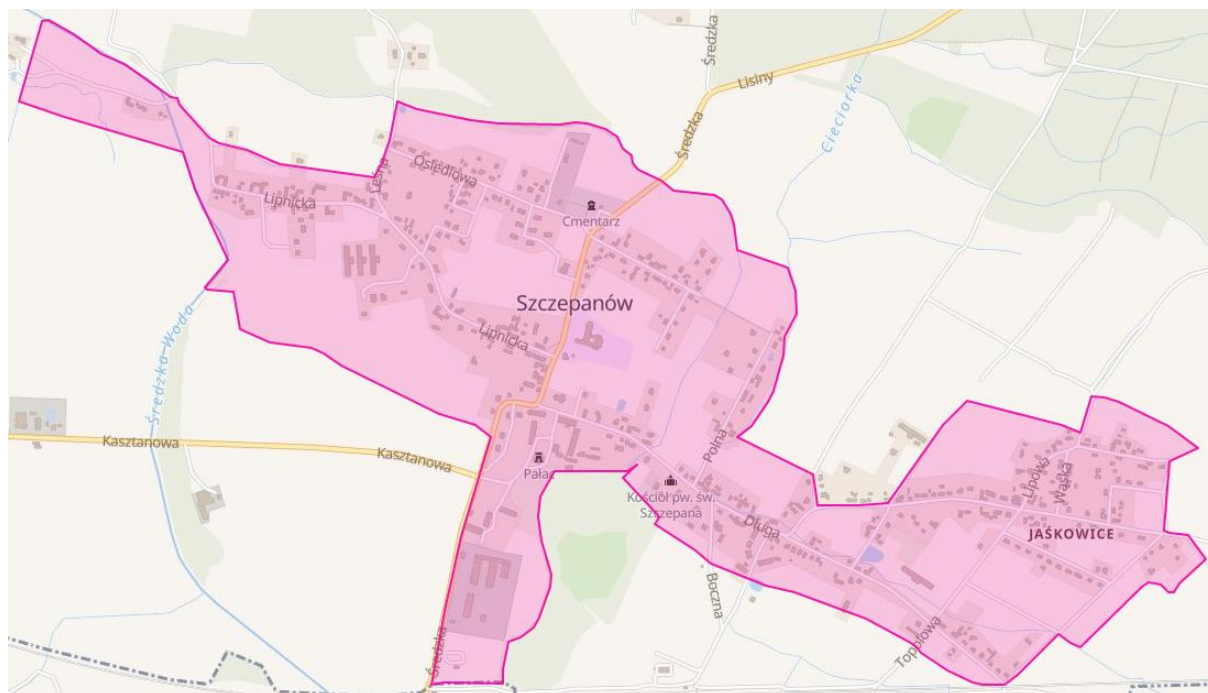 Średzka
Lisiny
Cieciorka
Średzka
Osiedlowa
Leśna
Lipnicka
Cmentarz
Szczepanów
Lipnicka
Średzka Woda
Kasztanowa
Kasztanowa
Pałac
Polna
Kościół pw. św.
Szczepana
Długa
Lipowa
Wąska
JAŚKOWICE
Boczna
Topolowa
Średzka